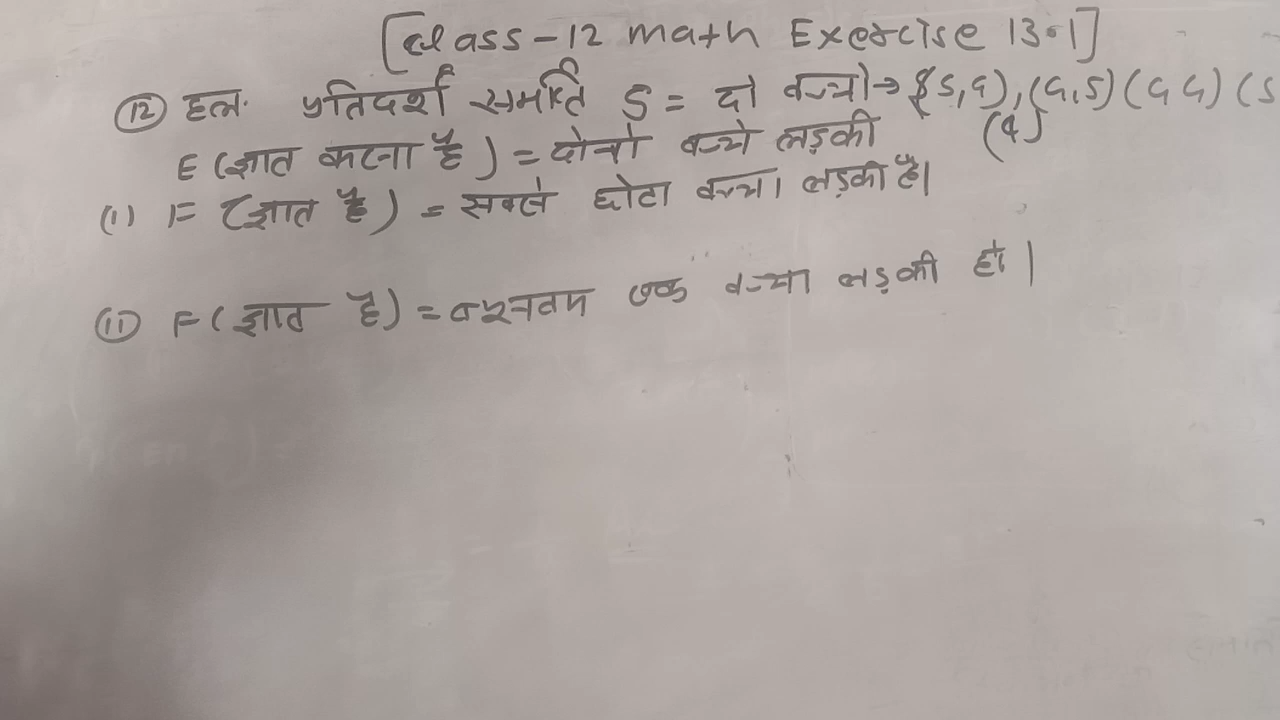 [Class-12 math Exercise 13.1]
(12) हल. प्रतिदर्श समष्टि S = दो बच्चो→ {(S,G), (G,S) (G G) (S
(4)
E (ज्ञात करना है) = दोनो बच्चे लड़की
(i) F (ज्ञात है) = सबसे छोटा बच्चा लड़की है।
(ii) F (ज्ञात है) = न्यूनतम एक बच्चा लड़की हो।